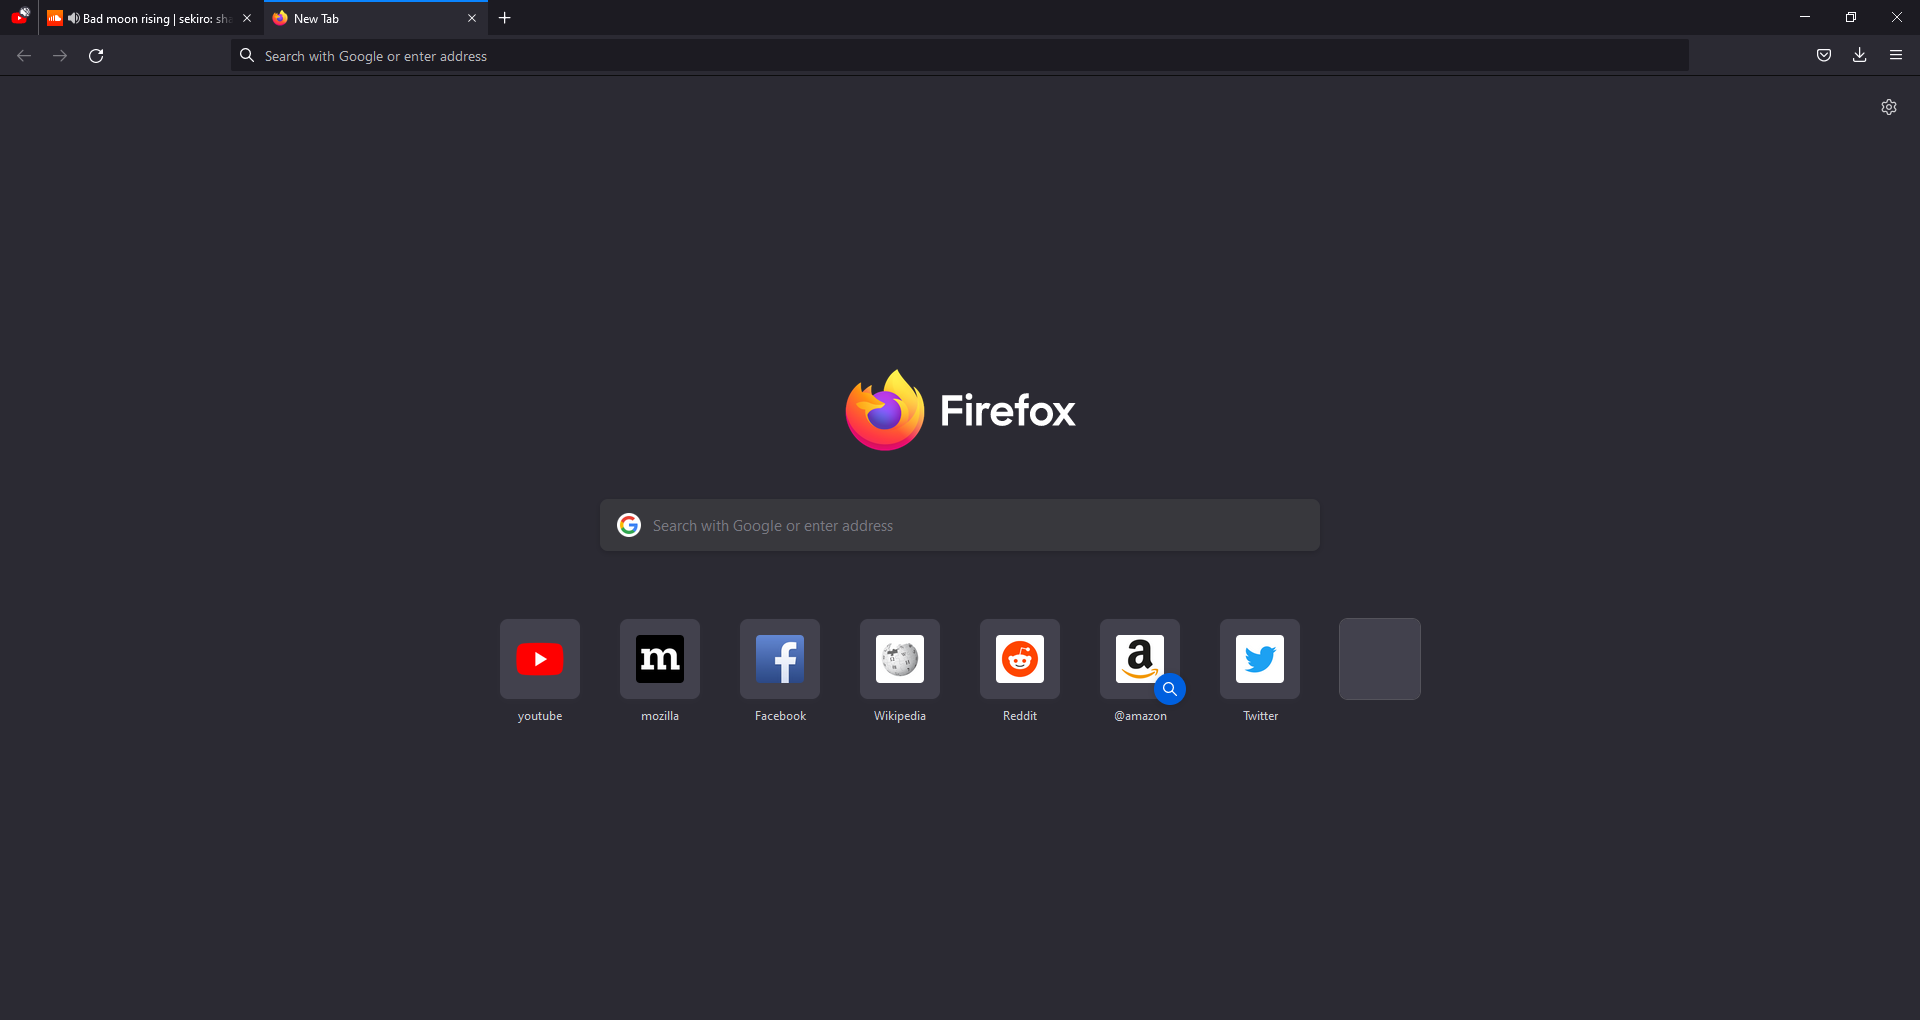 Bad moon rising | sekiro: sha
New Tab
Search with Google or enter address
Firefox
Search with Google or enter address
youtube
mozilla
Facebook
Wikipedia
Reddit
@amazon
Twitter